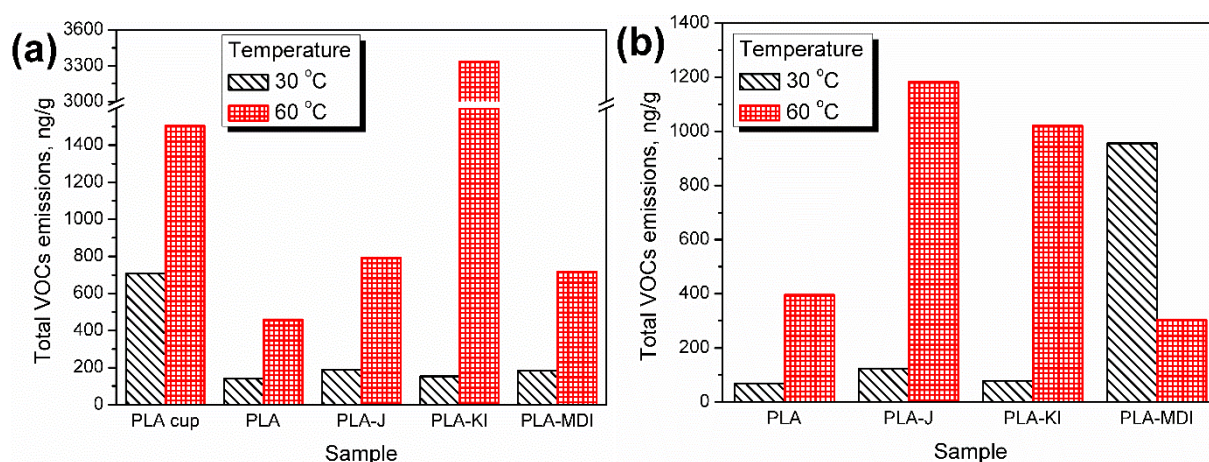 (a)
Total VOCs emissions, ng/g
3600
3300
3000
1400
1200
1000
800
600
400
200
0
Temperature
30 °C
60 °C
PLA cup PLA PLA-J PLA-KI PLA-MDI
Sample
(b)
Total VOCs emissions, ng/g
1400
1200
1000
800
600
400
200
0
Temperature
30 °C
60 °C
PLA PLA-J PLA-KI PLA-MDI
Sample